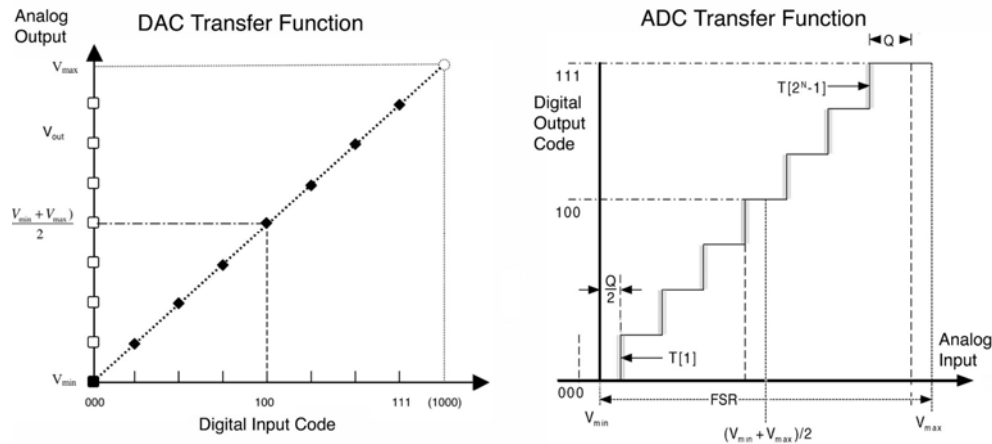 Analog
Output
DAC Transfer Function
V_max
V_out
V_min + V_max)
2
V_min
000
100
111
(1000)
Digital Input Code
ADC Transfer Function
Q
111
T[2^N-1]
Digital
Output
Code
100
Q
2
T[1]
Analog
Input
000
FSR
V_min
(V_min + V_max)/2
V_max